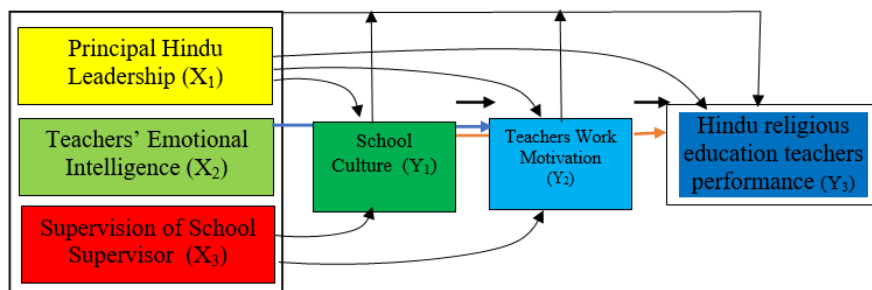 Principal Hindu
Leadership (X₁)
Teachers' Emotional
Intelligence (X₂)
Supervision of School
Supervisor (X₃)
School
Culture (Y₁)
Teachers Work
Motivation
(Y₂)
Hindu religious
education teachers
performance (Y₃)